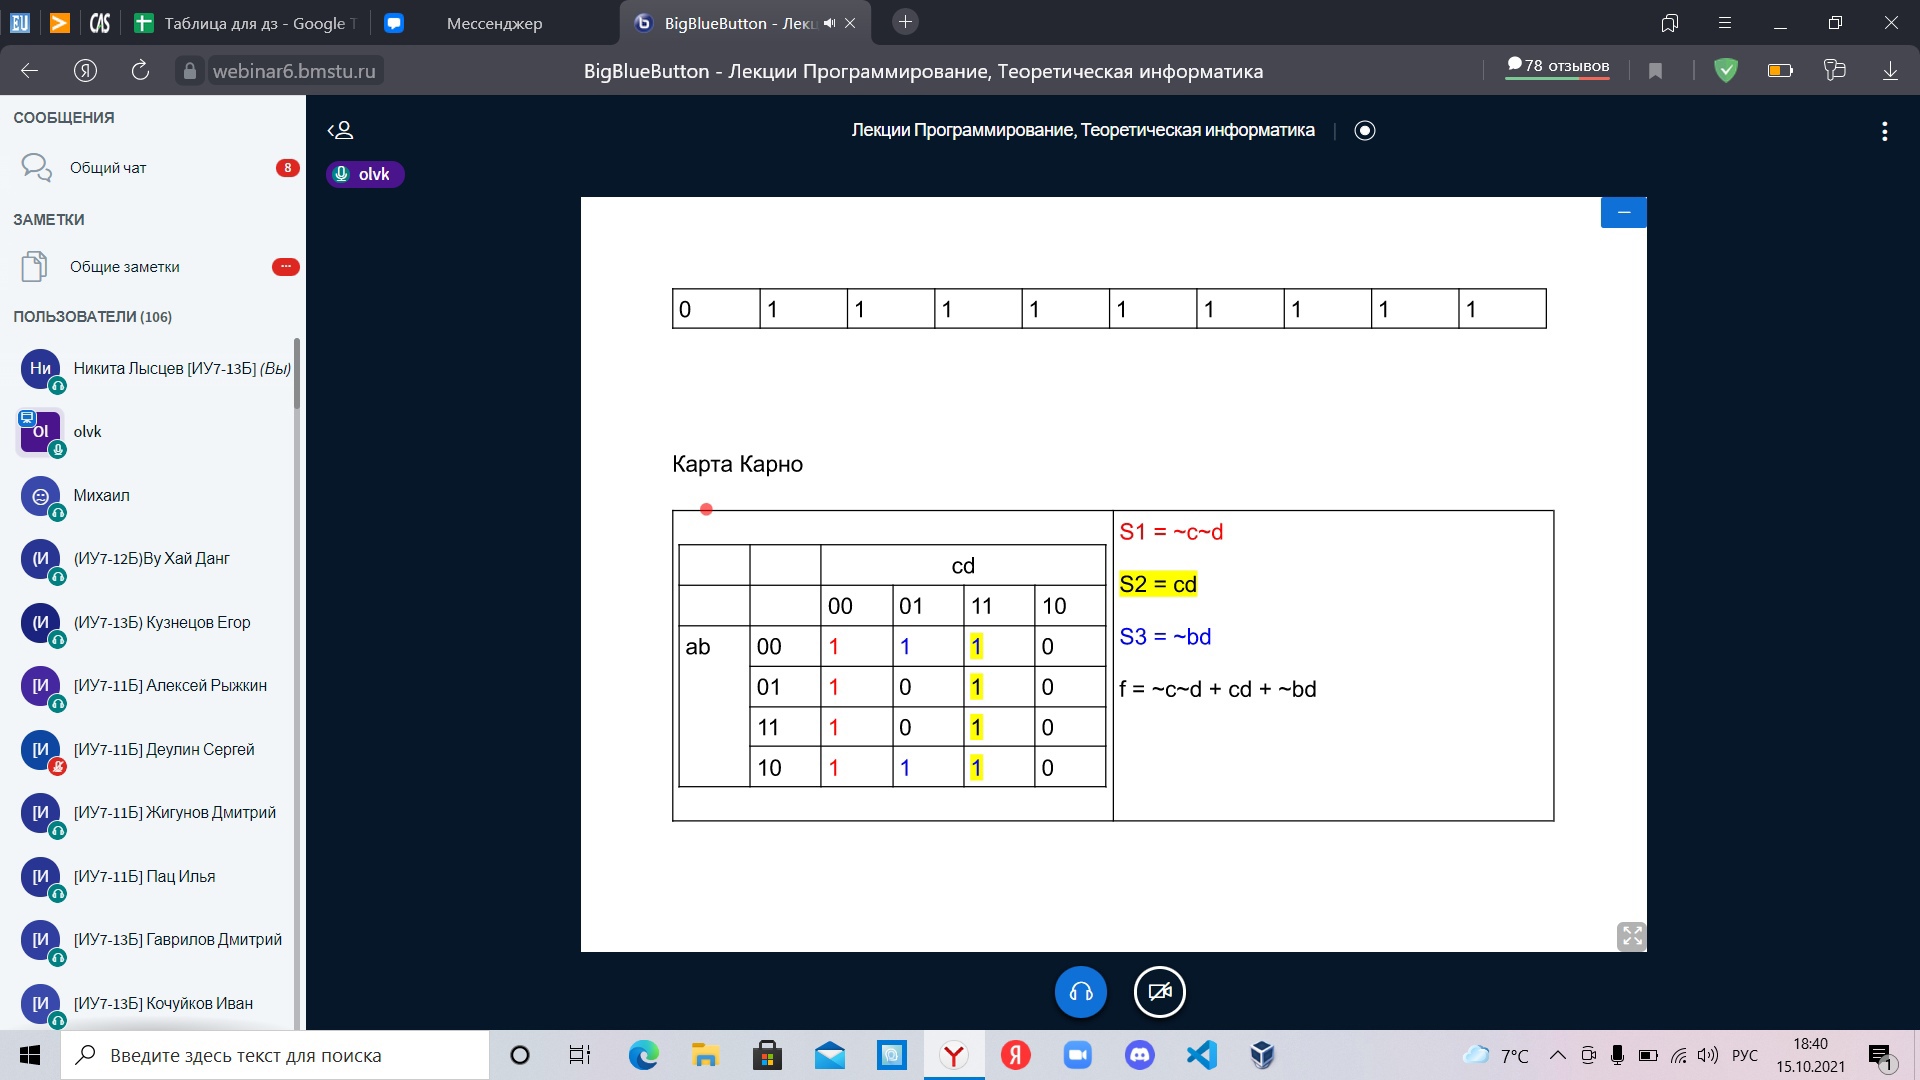 EU
CAS
Таблица для дз - Google Т
Мессенджер
BigBlueButton - Лекц
webinar6.bmstu.ru
BigBlueButton - Лекции Программирование, Теоретическая информатика
78 отзывов
СООБЩЕНИЯ
Общий чат
8
ЗАМЕТКИ
Общие заметки
ПОЛЬЗОВАТЕЛИ (106)
Ни
Никита Лысцев [ИУ7-13Б] (Вы)
Ol
olvk
Михаил
(И
(ИУ7-12Б)Ву Хай Данг
(И
(ИУ7-13Б) Кузнецов Егор
[И
[ИУ7-11Б] Алексей Рыжкин
[И
[ИУ7-11Б] Деулин Сергей
[И
[ИУ7-11Б] Жигунов Дмитрий
[И
[ИУ7-11Б] Пац Илья
[И
[ИУ7-13Б] Гаврилов Дмитрий
[И
[ИУ7-13Б] Кочуйков Иван
Лекции Программирование, Теоретическая информатика
olvk
0 1 1 1 1 1 1 1 1 1
Карта Карно
cd
00 01 11 10
ab 00 1 1 1 0
01 1 0 1 0
11 1 0 1 0
10 1 1 1 0
S1 = ~c~d
S2 = cd
S3 = ~bd
f = ~c~d + cd + ~bd
Введите здесь текст для поиска
7°C
РУС
18:40
15.10.2021
1